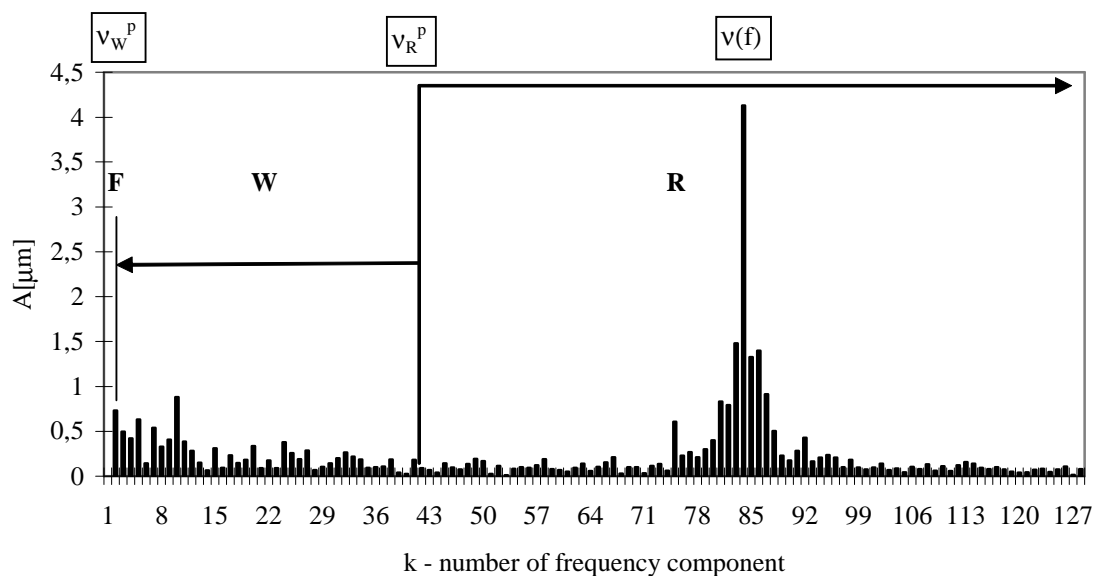 νWᵖ νRᵖ ν(f)
4,5
4
3,5
F W R
3
2,5
2
1,5
1
0,5
0
A[μm]
1 8 15 22 29 36 43 50 57 64 71 78 85 92 99 106 113 120 127
k - number of frequency component